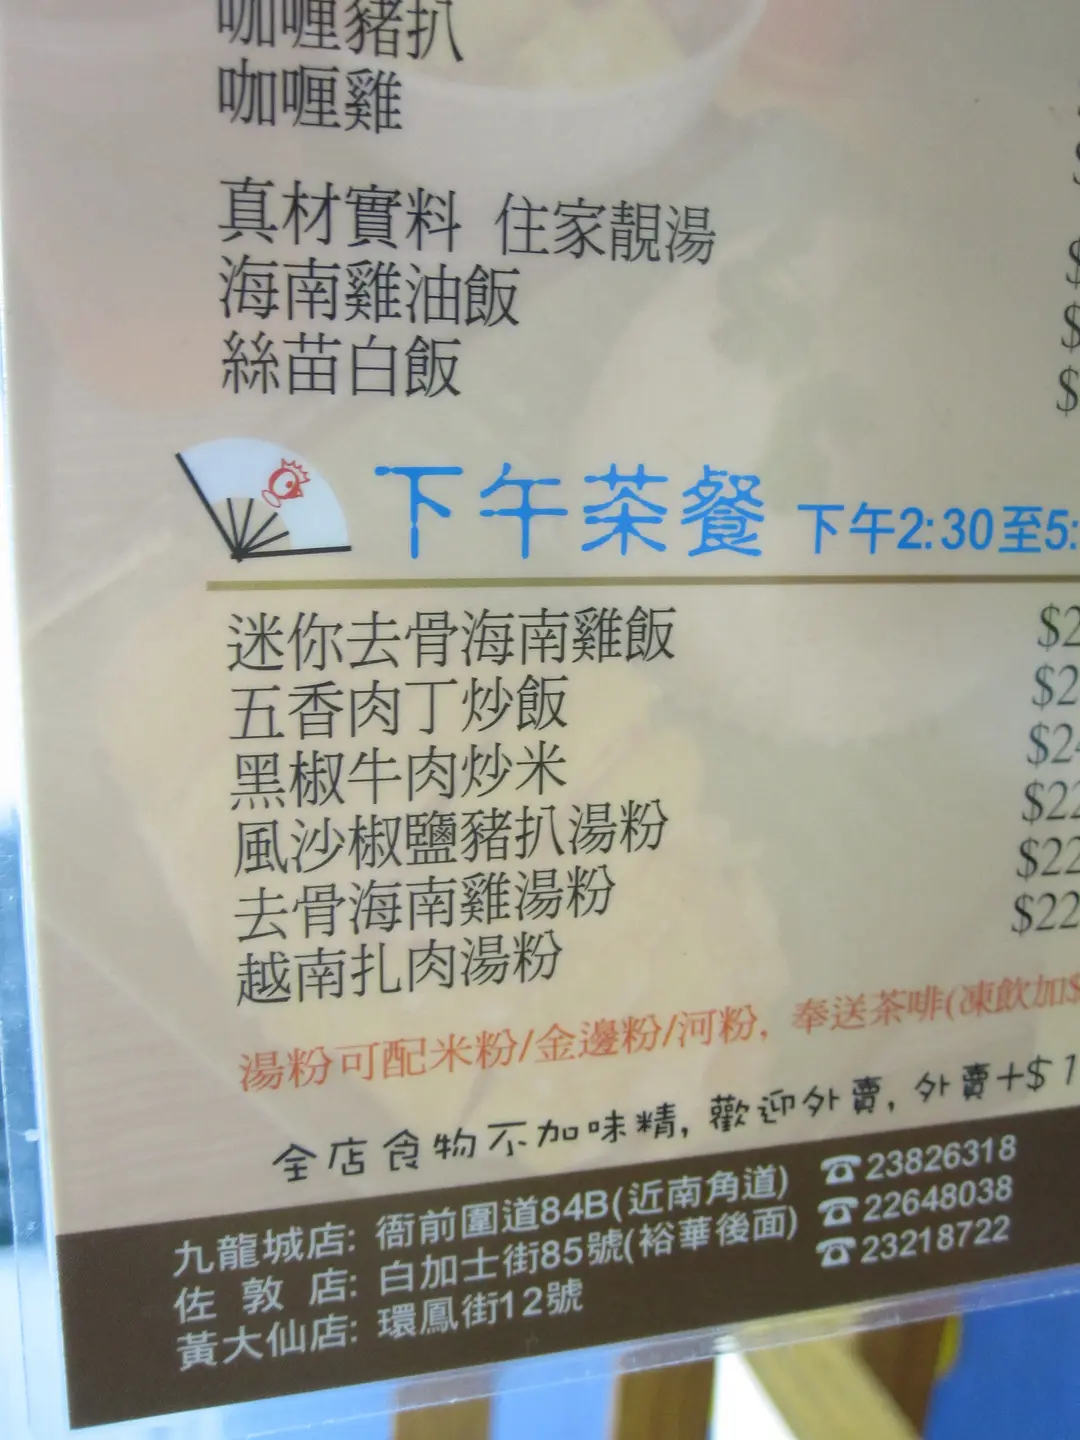 咖喱豬扒
咖喱雞
真材實料 住家靚湯
海南雞油飯
絲苗白飯
下午茶餐 下午2:30至5:
迷你去骨海南雞飯 $2
五香肉丁炒飯 $2
黑椒牛肉炒米 $24
風沙椒鹽豬扒湯粉 $22
去骨海南雞湯粉 $22
越南扎肉湯粉 $22
湯粉可配米粉/金邊粉/河粉, 奉送茶啡(凍飲加$
全店食物不加味精, 歡迎外賣, 外賣+$1
九龍城店: 衙前圍道84B(近南角道) ☎23826318
佐敦店: 白加士街85號(裕華後面) ☎22648038
黃大仙店: 環鳳街12號 ☎23218722